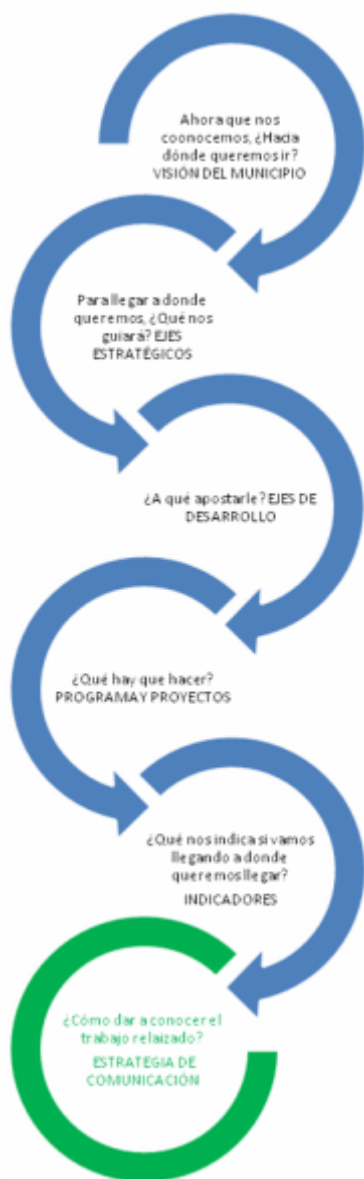 Ahora que nos
coonocemos, ¿Hacia
dónde queremos ir?
VISIÓN DEL MUNICIPIO
Para llegar a donde
queremos, ¿Qué nos
guiará? EJES
ESTRATÉGICOS
¿A qué apostarle? EJES DE
DESARROLLO
¿Qué hay que hacer?
PROGRAMA Y PROYECTOS
¿Qué nos indica si vamos
llegando a donde
queremos llegar?
INDICADORES
¿Cómo dar a conocer el
trabajo relaizado?
ESTRATEGIA DE
COMUNICACIÓN